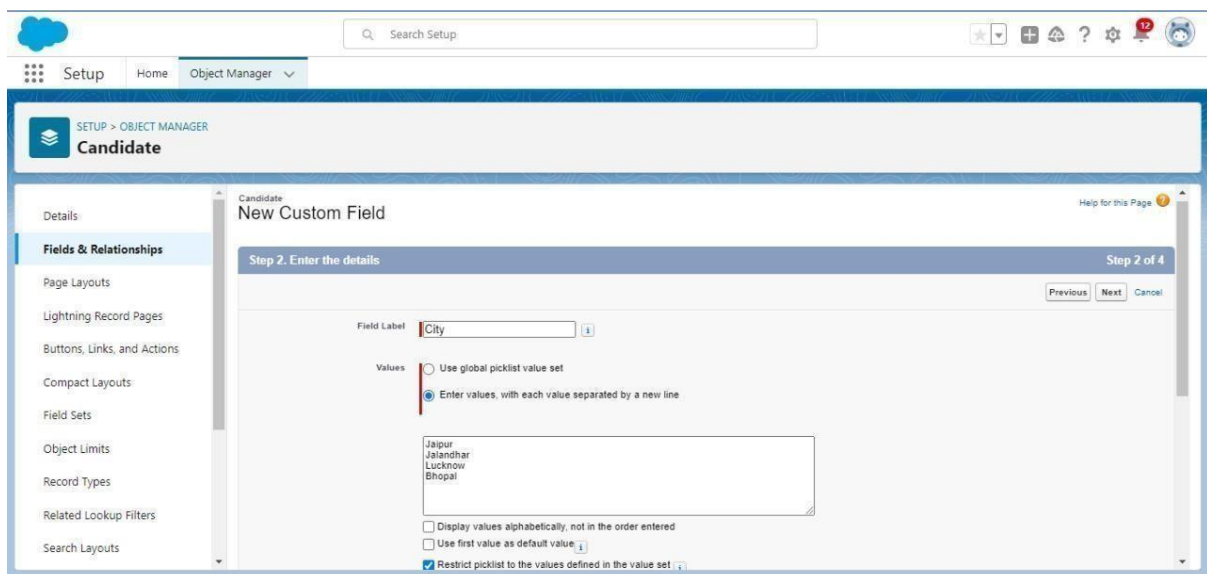 Search Setup
12
Setup Home Object Manager
SETUP > OBJECT MANAGER
Candidate
Details
Fields & Relationships
Page Layouts
Lightning Record Pages
Buttons, Links, and Actions
Compact Layouts
Field Sets
Object Limits
Record Types
Related Lookup Filters
Search Layouts
Candidate
New Custom Field
Help for this Page ?
Step 2. Enter the details Step 2 of 4
Previous Next Cancel
Field Label City i
Values Use global picklist value set
Enter values, with each value separated by a new line
Jaipur
Jalandhar
Lucknow
Bhopal
Display values alphabetically, not in the order entered
Use first value as default value i
Restrict picklist to the values defined in the value set i